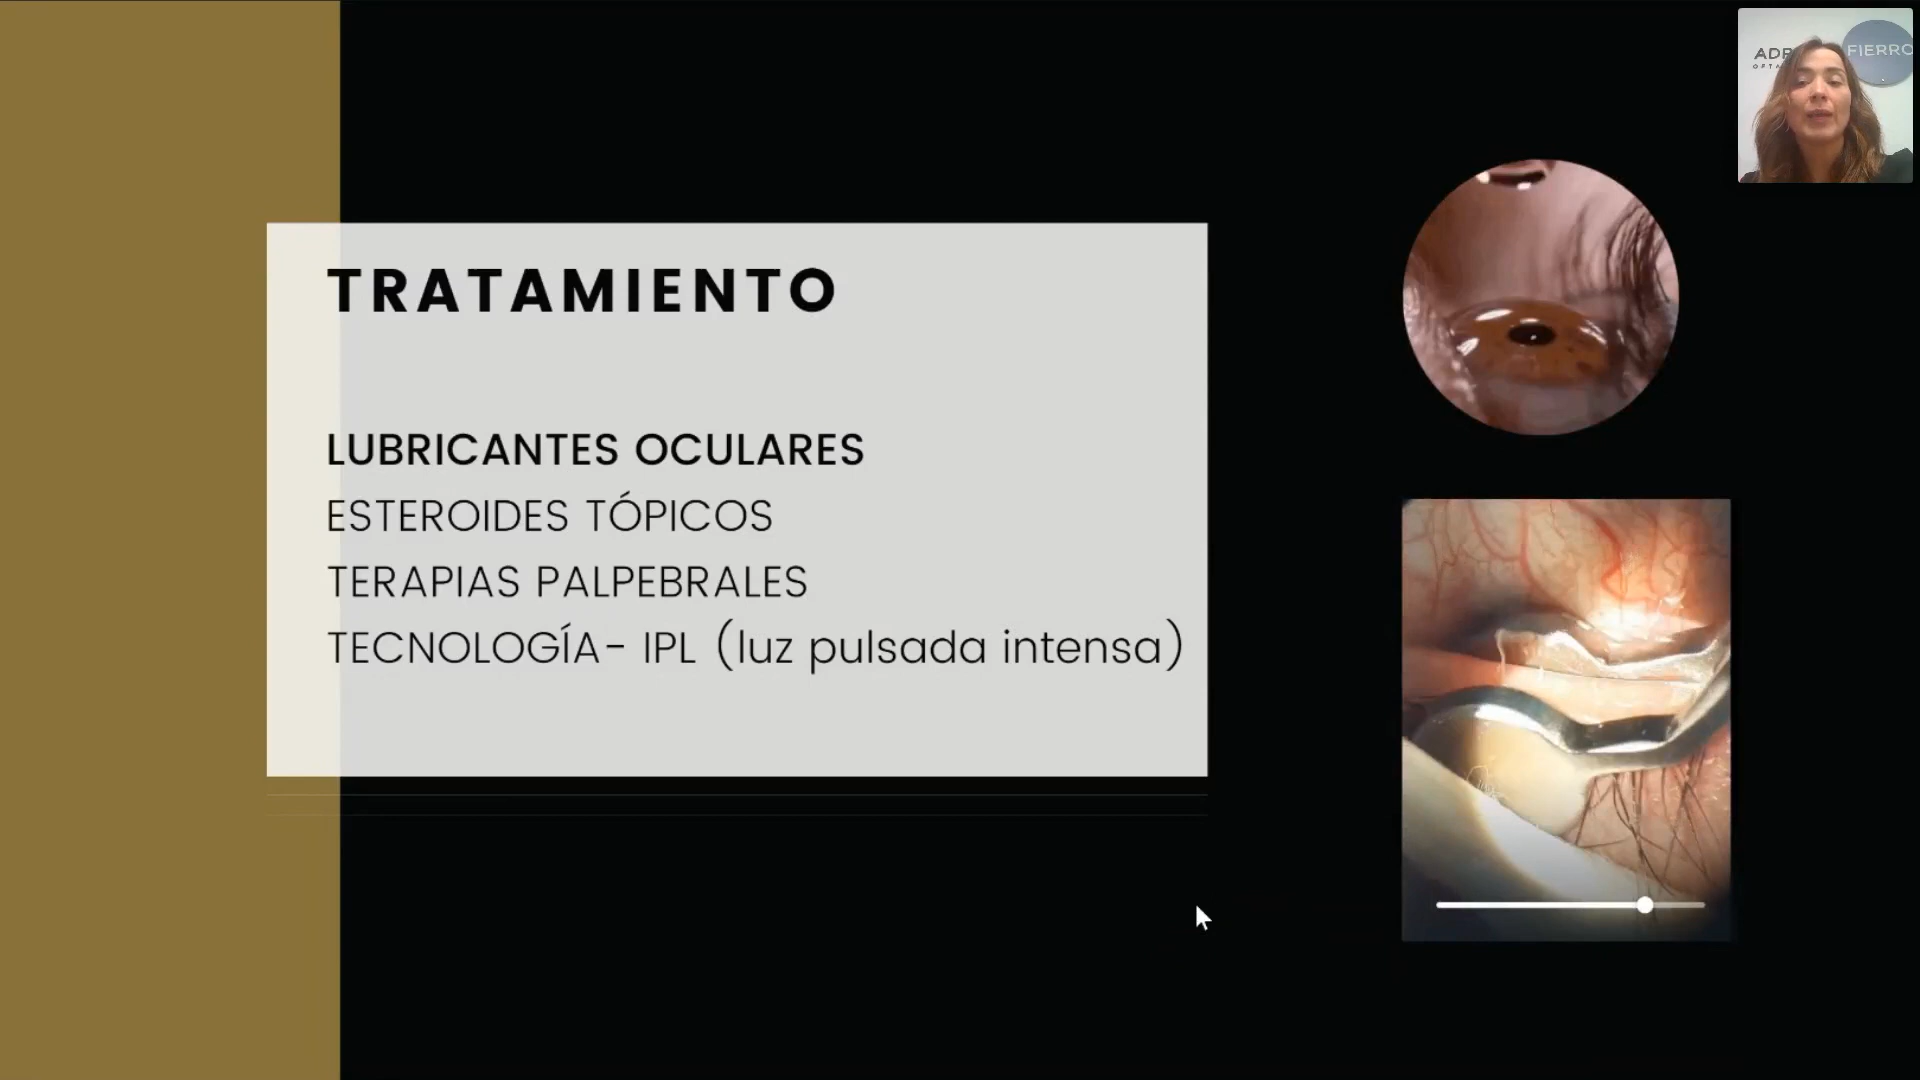 TRATAMIENTO
LUBRICANTES OCULARES
ESTEROIDES TÓPICOS
TERAPIAS PALPEBRALES
TECNOLOGÍA- IPL (luz pulsada intensa)
FIERRO